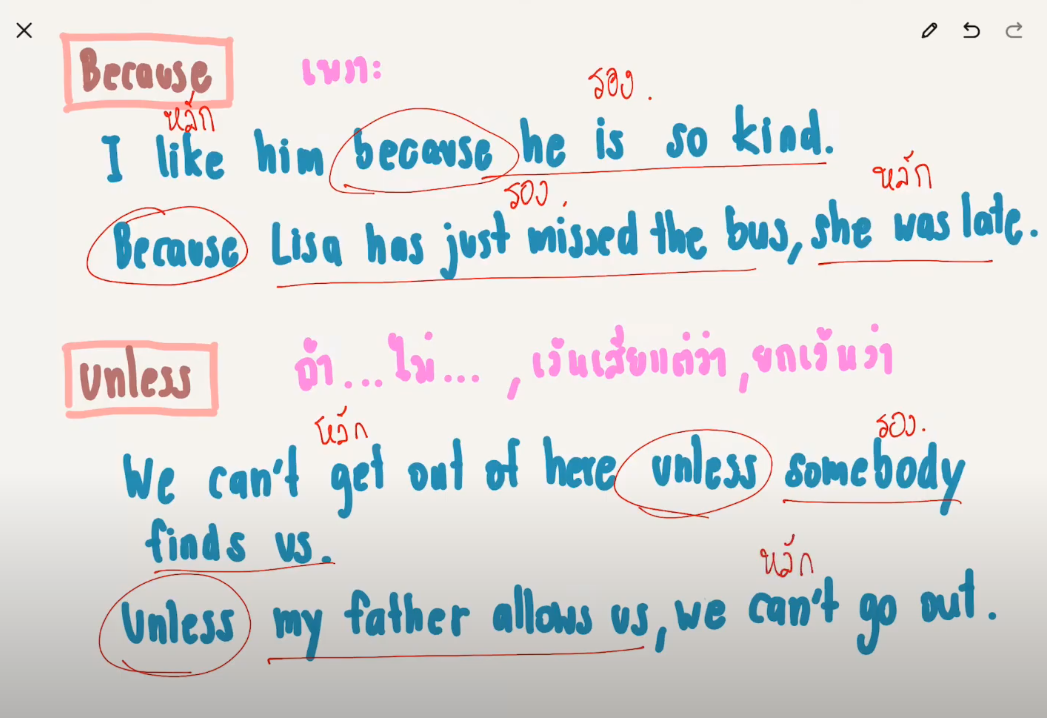 Because เพราะ
รอง.
หลัก
I like him because he is so kind.
รอง. หลัก
Because Lisa has just missed the bus, she was late.
Unless ถ้า...ไม่..., เว้นเสียแต่ว่า, ยกเว้นว่า
หลัก รอง.
We can't get out of here unless somebody
finds us.
หลัก
Unless my father allows us, we can't go out.